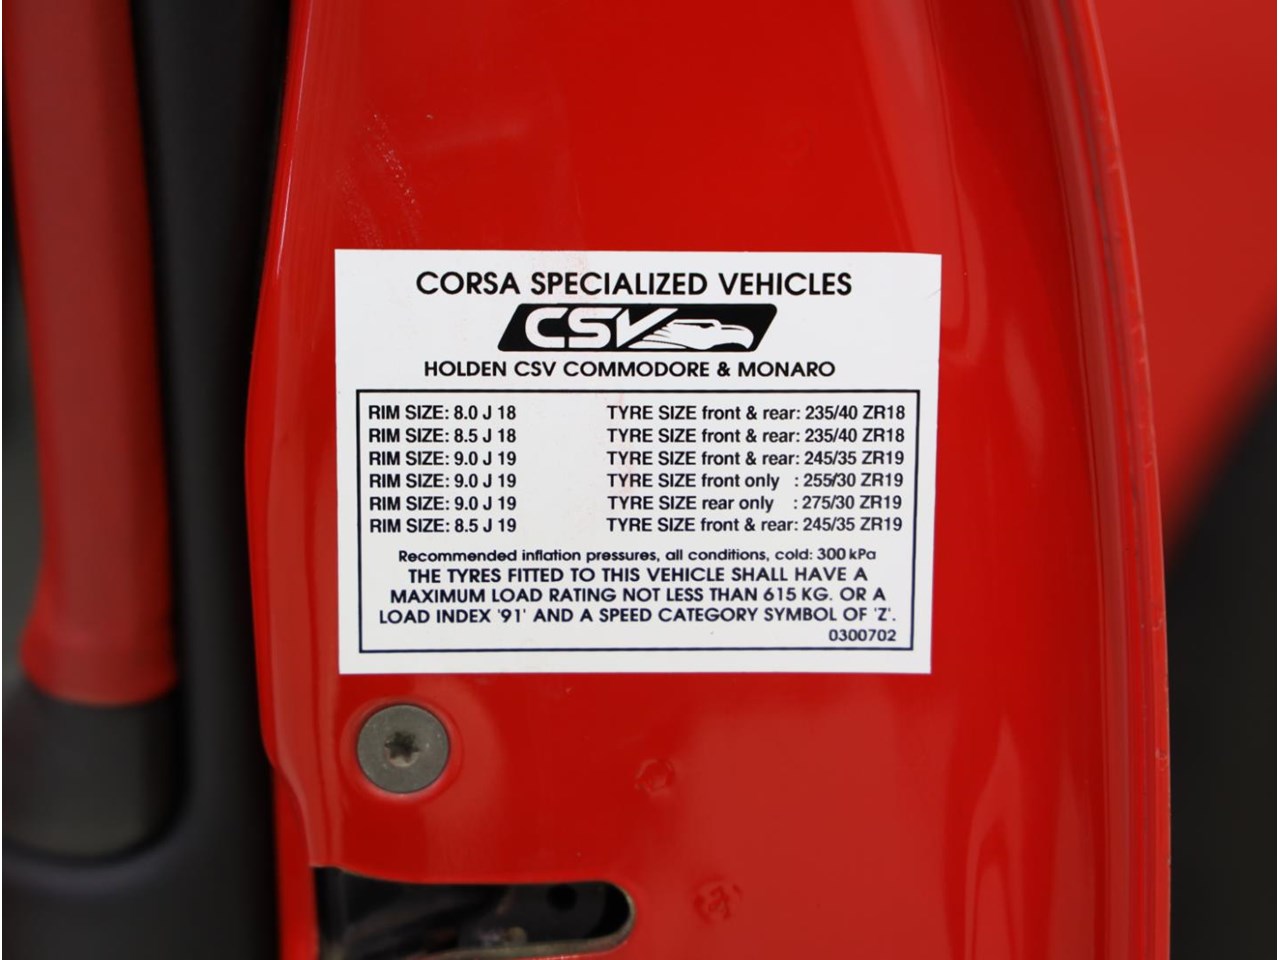 CORSA SPECIALIZED VEHICLES
CSV
HOLDEN CSV COMMODORE & MONARO
RIM SIZE: 8.0 J 18 TYRE SIZE front & rear: 235/40 ZR18
RIM SIZE: 8.5 J 18 TYRE SIZE front & rear: 235/40 ZR18
RIM SIZE: 9.0 J 19 TYRE SIZE front & rear: 245/35 ZR19
RIM SIZE: 9.0 J 19 TYRE SIZE front only : 255/30 ZR19
RIM SIZE: 9.0 J 19 TYRE SIZE rear only : 275/30 ZR19
RIM SIZE: 8.5 J 19 TYRE SIZE front & rear: 245/35 ZR19
Recommended inflation pressures, all conditions, cold: 300 kPa
THE TYRES FITTED TO THIS VEHICLE SHALL HAVE A
MAXIMUM LOAD RATING NOT LESS THAN 615 KG. OR A
LOAD INDEX '91' AND A SPEED CATEGORY SYMBOL OF 'Z'.
0300702